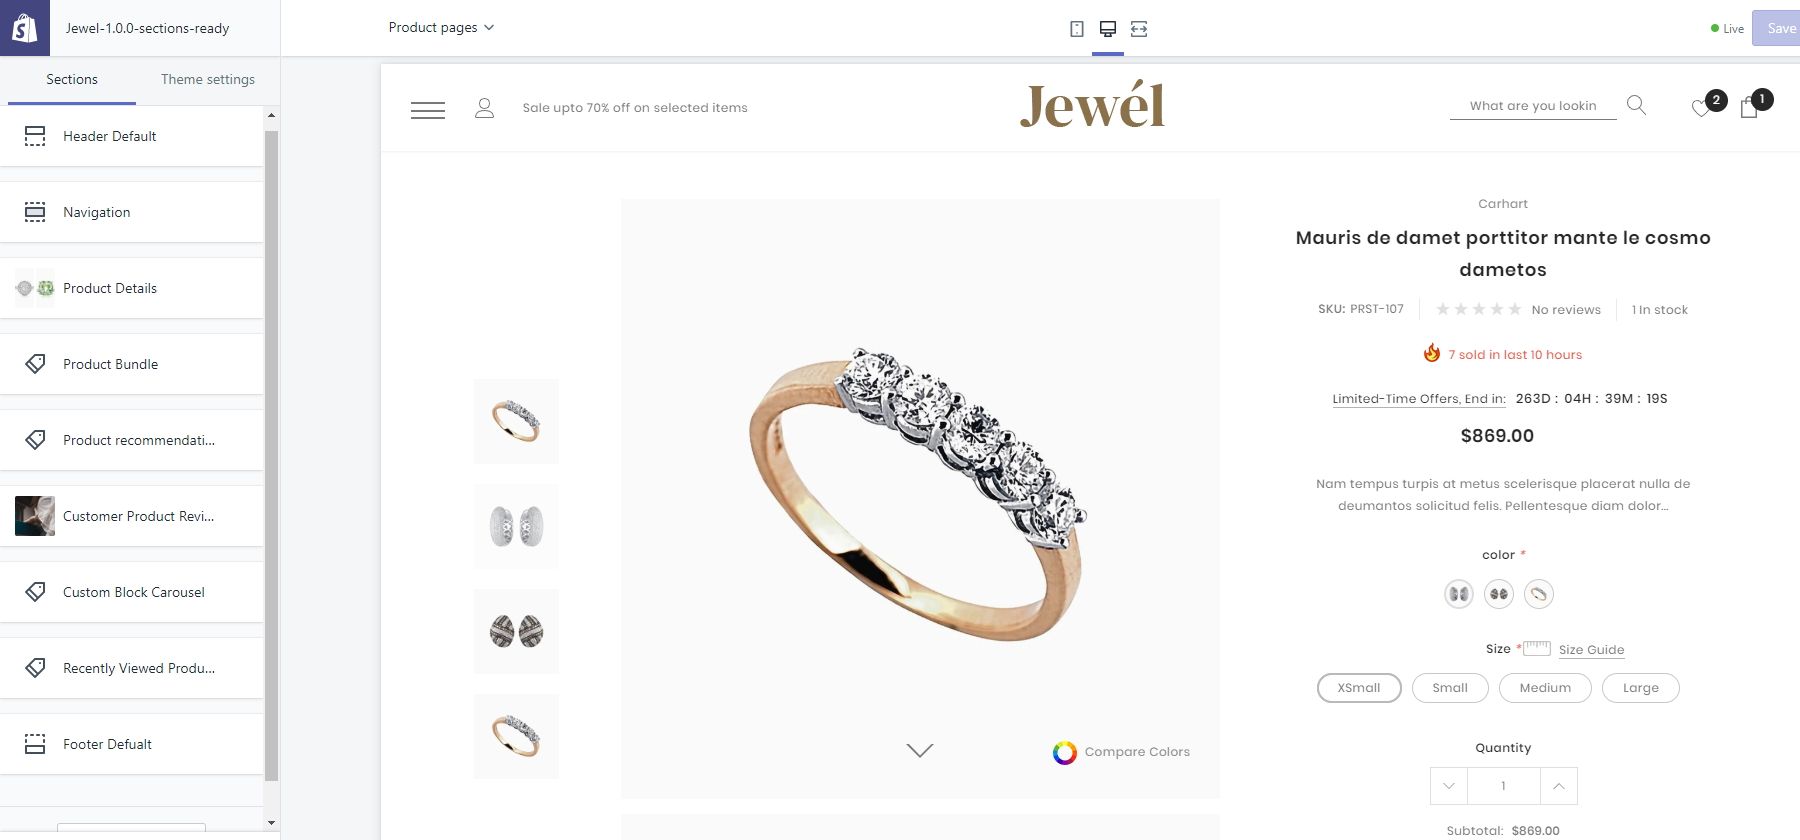 Jewel-1.0.0-sections-ready
Product pages
Live
Save
Sections
Theme settings
Header Default
Navigation
Product Details
Product Bundle
Product recommendati...
Customer Product Revi...
Custom Block Carousel
Recently Viewed Produ...
Footer Defualt
Sale upto 70% off on selected items
Jewél
What are you lookin
2
1
Carhart
Mauris de damet porttitor mante le cosmo
dametos
SKU: PRST-107
No reviews
1 In stock
7 sold in last 10 hours
Limited-Time Offers, End in: 263D : 04H : 39M : 19S
$869.00
Nam tempus turpis at metus scelerisque placerat nulla de
deumantos solicitud felis. Pellentesque diam dolor...
color *
Size *
Size Guide
XSmall
Small
Medium
Large
Compare Colors
Quantity
1
Subtotal: $869.00